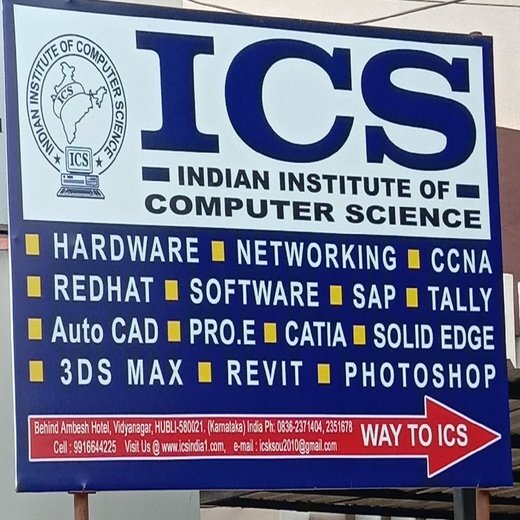 INDIAN INSTITUTE OF COMPUTER SCIENCE
ICS
ICS
ICS
INDIAN INSTITUTE OF
COMPUTER SCIENCE
HARDWARE NETWORKING CCNA
REDHAT SOFTWARE SAP TALLY
Auto CAD PRO.E CATIA SOLID EDGE
3DS MAX REVIT PHOTOSHOP
Behind Ambesh Hotel, Vidyanagar, HUBLI-580021. (Karnataka) India Ph: 0836-2371404, 2351678
Cell : 9916644225 Visit Us @ www.icsindia1.com, e-mail : icsksou2010@gmail.com
WAY TO ICS